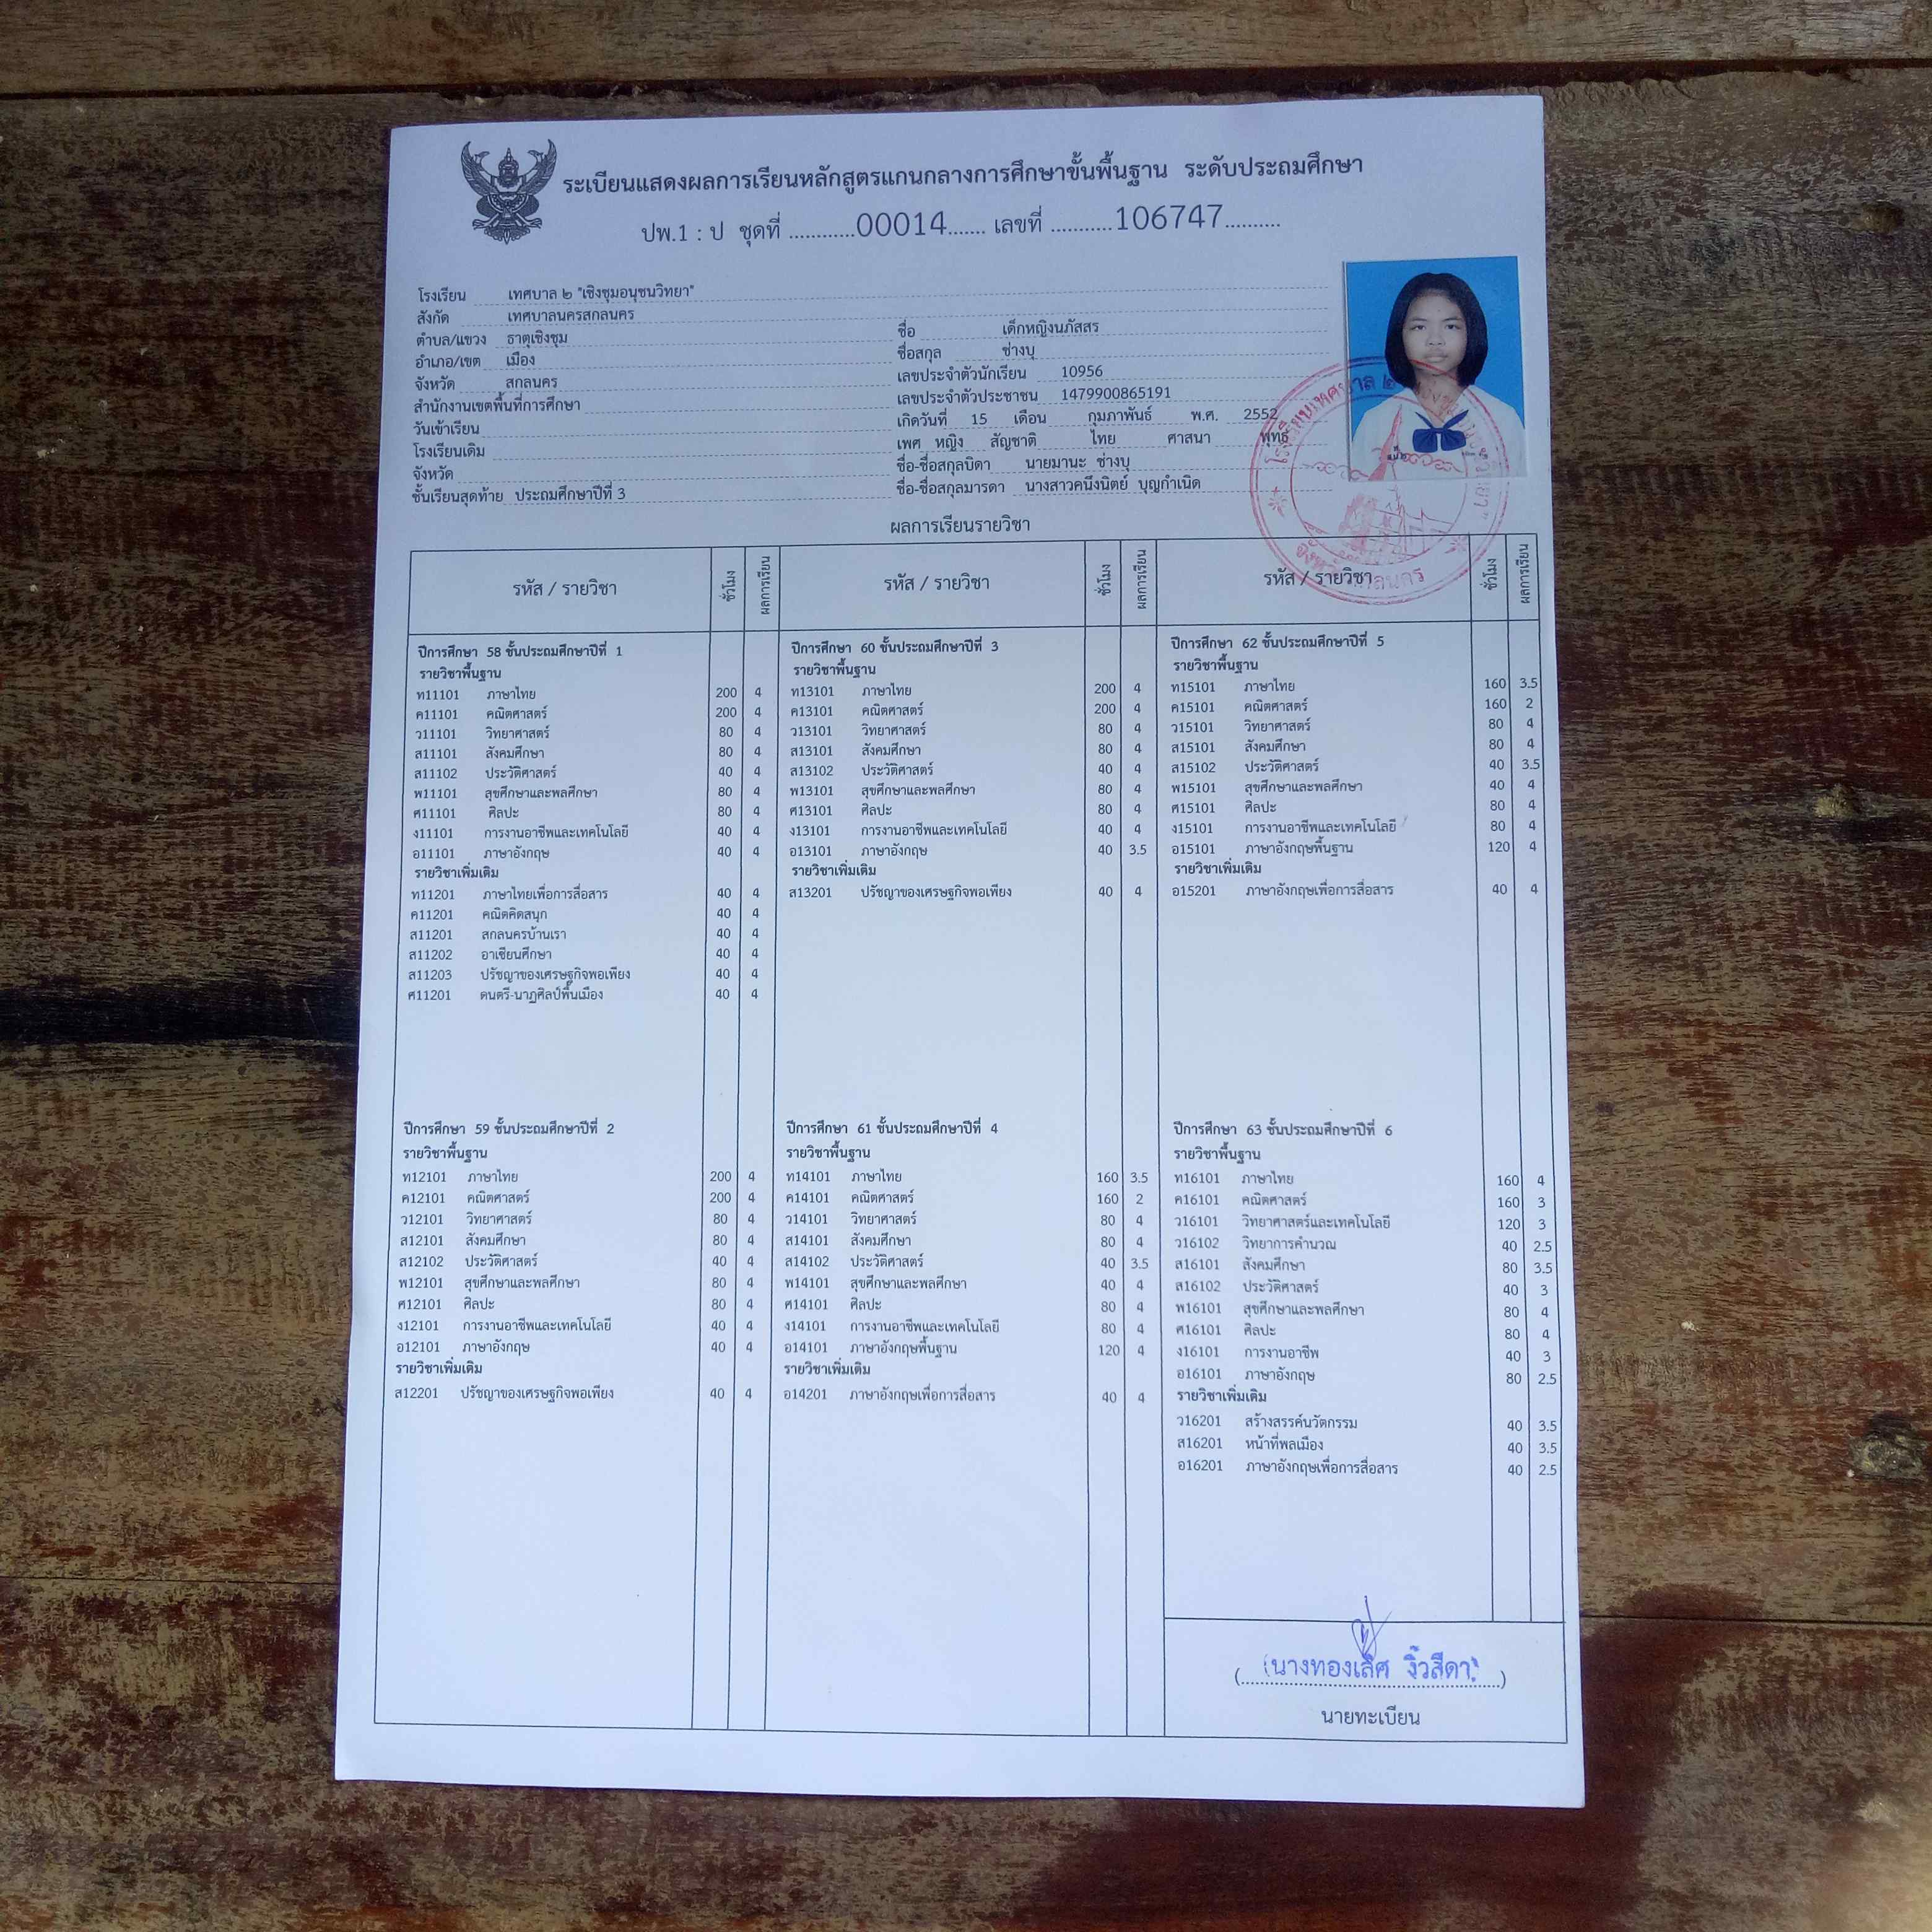 ระเบียนแสดงผลการเรียนหลักสูตรแกนกลางการศึกษาขั้นพื้นฐาน ระดับประถมศึกษา
ปพ.1 : ป ชุดที่ ............00014....... เลขที่ ...........106747..........
โรงเรียน เทศบาล ๒ "เชิงชุมอนุชนวิทยา"
สังกัด เทศบาลนครสกลนคร
ตำบล/แขวง ธาตุเชิงชุม
อำเภอ/เขต เมือง
จังหวัด สกลนคร
สำนักงานเขตพื้นที่การศึกษา
วันเข้าเรียน
โรงเรียนเดิม
จังหวัด
ชั้นเรียนสุดท้าย ประถมศึกษาปีที่ 3
ชื่อ เด็กหญิงนภัสสร
ชื่อสกุล ช่างบุ
เลขประจำตัวนักเรียน 10956
เลขประจำตัวประชาชน 1479900865191
เกิดวันที่ 15 เดือน กุมภาพันธ์ พ.ศ. 2552
เพศ หญิง สัญชาติ ไทย ศาสนา พุทธ
ชื่อ-ชื่อสกุลบิดา นายมานะ ช่างบุ
ชื่อ-ชื่อสกุลมารดา นางสาวคนึงนิตย์ บุญกำเนิด
ผลการเรียนรายวิชา
รหัส / รายวิชา ชั่วโมง ผลการเรียน
ปีการศึกษา 58 ชั้นประถมศึกษาปีที่ 1
รายวิชาพื้นฐาน
ท11101 ภาษาไทย 200 4
ค11101 คณิตศาสตร์ 200 4
ว11101 วิทยาศาสตร์ 80 4
ส11101 สังคมศึกษา 80 4
ส11102 ประวัติศาสตร์ 40 4
พ11101 สุขศึกษาและพลศึกษา 80 4
ศ11101 ศิลปะ 80 4
ง11101 การงานอาชีพและเทคโนโลยี 40 4
อ11101 ภาษาอังกฤษ 40 4
รายวิชาเพิ่มเติม
ท11201 ภาษาไทยเพื่อการสื่อสาร 40 4
ค11201 คณิตคิดสนุก 40 4
ส11201 สกลนครบ้านเรา 40 4
ส11202 อาเซียนศึกษา 40 4
ส11203 ปรัชญาของเศรษฐกิจพอเพียง 40 4
ศ11201 ดนตรี-นาฏศิลป์พื้นเมือง 40 4
ปีการศึกษา 59 ชั้นประถมศึกษาปีที่ 2
รายวิชาพื้นฐาน
ท12101 ภาษาไทย 200 4
ค12101 คณิตศาสตร์ 200 4
ว12101 วิทยาศาสตร์ 80 4
ส12101 สังคมศึกษา 80 4
ส12102 ประวัติศาสตร์ 40 4
พ12101 สุขศึกษาและพลศึกษา 80 4
ศ12101 ศิลปะ 80 4
ง12101 การงานอาชีพและเทคโนโลยี 40 4
อ12101 ภาษาอังกฤษ 40 4
รายวิชาเพิ่มเติม
ส12201 ปรัชญาของเศรษฐกิจพอเพียง 40 4
รหัส / รายวิชา ชั่วโมง ผลการเรียน
ปีการศึกษา 60 ชั้นประถมศึกษาปีที่ 3
รายวิชาพื้นฐาน
ท13101 ภาษาไทย 200 4
ค13101 คณิตศาสตร์ 200 4
ว13101 วิทยาศาสตร์ 80 4
ส13101 สังคมศึกษา 80 4
ส13102 ประวัติศาสตร์ 40 4
พ13101 สุขศึกษาและพลศึกษา 80 4
ศ13101 ศิลปะ 80 4
ง13101 การงานอาชีพและเทคโนโลยี 40 4
อ13101 ภาษาอังกฤษ 40 3.5
รายวิชาเพิ่มเติม
ส13201 ปรัชญาของเศรษฐกิจพอเพียง 40 4
ปีการศึกษา 61 ชั้นประถมศึกษาปีที่ 4
รายวิชาพื้นฐาน
ท14101 ภาษาไทย 160 3.5
ค14101 คณิตศาสตร์ 160 2
ว14101 วิทยาศาสตร์ 80 4
ส14101 สังคมศึกษา 80 4
ส14102 ประวัติศาสตร์ 40 3.5
พ14101 สุขศึกษาและพลศึกษา 40 4
ศ14101 ศิลปะ 80 4
ง14101 การงานอาชีพและเทคโนโลยี 80 4
อ14101 ภาษาอังกฤษพื้นฐาน 120 4
รายวิชาเพิ่มเติม
อ14201 ภาษาอังกฤษเพื่อการสื่อสาร 40 4
รหัส / รายวิชา ชั่วโมง ผลการเรียน
ปีการศึกษา 62 ชั้นประถมศึกษาปีที่ 5
รายวิชาพื้นฐาน
ท15101 ภาษาไทย 160 3.5
ค15101 คณิตศาสตร์ 160 2
ว15101 วิทยาศาสตร์ 80 4
ส15101 สังคมศึกษา 80 4
ส15102 ประวัติศาสตร์ 40 3.5
พ15101 สุขศึกษาและพลศึกษา 40 4
ศ15101 ศิลปะ 80 4
ง15101 การงานอาชีพและเทคโนโลยี 80 4
อ15101 ภาษาอังกฤษพื้นฐาน 120 4
รายวิชาเพิ่มเติม
อ15201 ภาษาอังกฤษเพื่อการสื่อสาร 40 4
ปีการศึกษา 63 ชั้นประถมศึกษาปีที่ 6
รายวิชาพื้นฐาน
ท16101 ภาษาไทย 160 4
ค16101 คณิตศาสตร์ 160 3
ว16101 วิทยาศาสตร์และเทคโนโลยี 120 3
ว16102 วิทยาการคำนวณ 40 2.5
ส16101 สังคมศึกษา 80 3.5
ส16102 ประวัติศาสตร์ 40 3
พ16101 สุขศึกษาและพลศึกษา 80 4
ศ16101 ศิลปะ 80 4
ง16101 การงานอาชีพ 40 3
อ16101 ภาษาอังกฤษ 80 2.5
รายวิชาเพิ่มเติม
ว16201 สร้างสรรค์นวัตกรรม 40 3.5
ส16201 หน้าที่พลเมือง 40 3.5
อ16201 ภาษาอังกฤษเพื่อการสื่อสาร 40 2.5
(นางทองเลิศ งิ้วสีดา)
นายทะเบียน